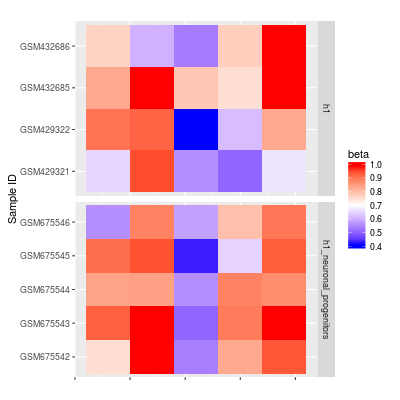 GSM432686
GSM432685
GSM429322
GSM429321
h1
GSM675546
GSM675545
GSM675544
GSM675543
GSM675542
h1_neuronal_progenitors
Sample ID
beta
1.0
0.9
0.8
0.7
0.6
0.5
0.4